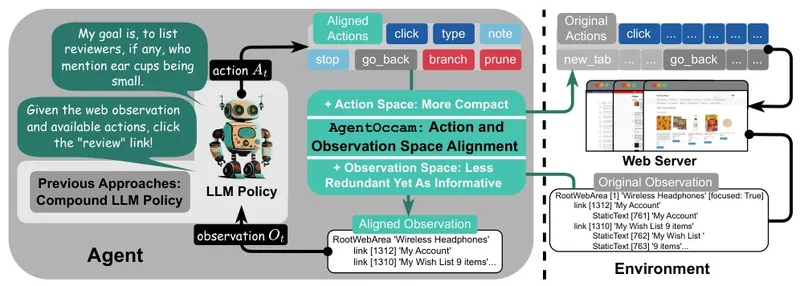 My goal is, to list
reviewers, if any, who
mention ear cups being
small.
Given the web observation
and available actions, click
the "review" link!
Previous Approaches:
Compound LLM Policy
Agent
action At
LLM Policy
observation Ot
Aligned
Actions
click
type
note
stop
go_back
branch
prune
+ Action Space: More Compact
AgentOccam: Action and
Observation Space Alignment
+ Observation Space: Less
Redundant Yet As Informative
Aligned Observation
RootWebArea 'Wireless Headphones'
link [1312] 'My Account'
link [1310] 'My Wish List 9 items'...
Original
Actions
click
...
...
...
...
new_tab
...
...
go_back
...
...
Web Server
Original Observation
RootWebArea [1] 'Wireless Headphones' [focused: True]
link [1312] 'My Account'
StaticText [761] 'My Account'
link [1310] 'My Wish List 9 items'
StaticText [762] 'My Wish List '
StaticText [763] '9 items'...
Environment